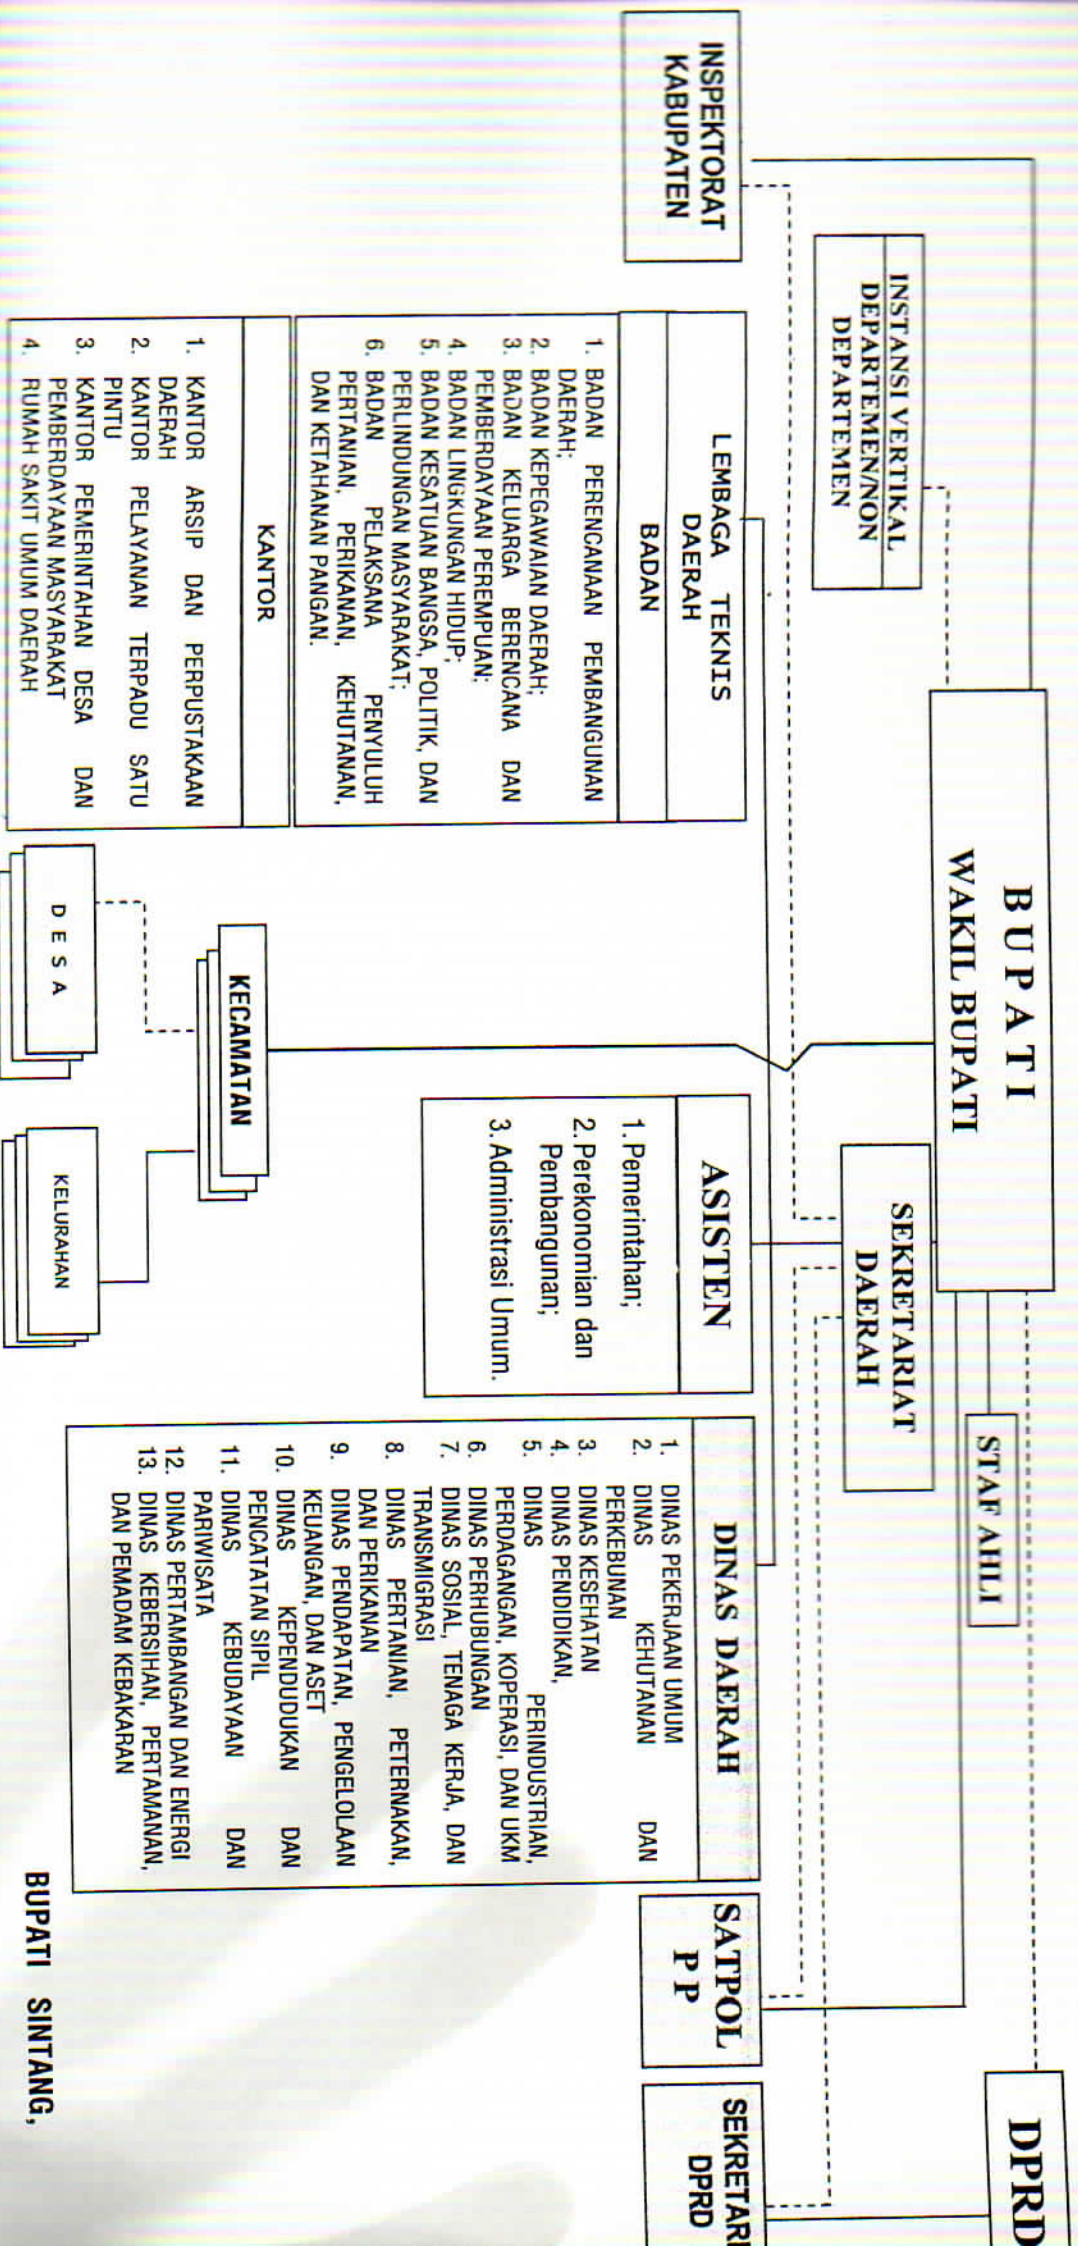 B U P A T I
WAKIL BUPATI
DPRD
INSTANSI VERTIKAL
DEPARTEMEN/NON
DEPARTEMEN
STAF AHLI
SEKRETARIAT
DAERAH
INSPEKTORAT
KABUPATEN
LEMBAGA TEKNIS
DAERAH
BADAN
1. BADAN PERENCANAAN PEMBANGUNAN
DAERAH;
2. BADAN KEPEGAWAIAN DAERAH;
3. BADAN KELUARGA BERENCANA DAN
PEMBERDAYAAN PEREMPUAN;
4. BADAN LINGKUNGAN HIDUP;
5. BADAN KESATUAN BANGSA, POLITIK, DAN
PERLINDUNGAN MASYARAKAT;
6. BADAN PELAKSANA PENYULUH
PERTANIAN, PERIKANAN, KEHUTANAN,
DAN KETAHANAN PANGAN.
KANTOR
1. KANTOR ARSIP DAN PERPUSTAKAAN
DAERAH
2. KANTOR PELAYANAN TERPADU SATU
PINTU
3. KANTOR PEMERINTAHAN DESA DAN
PEMBERDAYAAN MASYARAKAT
4. RUMAH SAKIT UMUM DAERAH
ASISTEN
1. Pemerintahan;
2. Perekonomian dan
Pembangunan;
3. Administrasi Umum.
DINAS DAERAH
1. DINAS PEKERJAAN UMUM
2. DINAS KEHUTANAN DAN
PERKEBUNAN
3. DINAS KESEHATAN
4. DINAS PENDIDIKAN,
5. DINAS PERINDUSTRIAN,
PERDAGANGAN, KOPERASI, DAN UKM
6. DINAS PERHUBUNGAN
7. DINAS SOSIAL, TENAGA KERJA, DAN
TRANSMIGRASI
8. DINAS PERTANIAN, PETERNAKAN,
DAN PERIKANAN
9. DINAS PENDAPATAN, PENGELOLAAN
KEUANGAN, DAN ASET
10. DINAS KEPENDUDUKAN DAN
PENCATATAN SIPIL
11. DINAS KEBUDAYAAN DAN
PARIWISATA
12. DINAS PERTAMBANGAN DAN ENERGI
13. DINAS KEBERSIHAN, PERTAMANAN,
DAN PEMADAM KEBAKARAN
SATPOL
P P
SEKRETARI
DPRD
KECAMATAN
D E S A
KELURAHAN
BUPATI SINTANG,